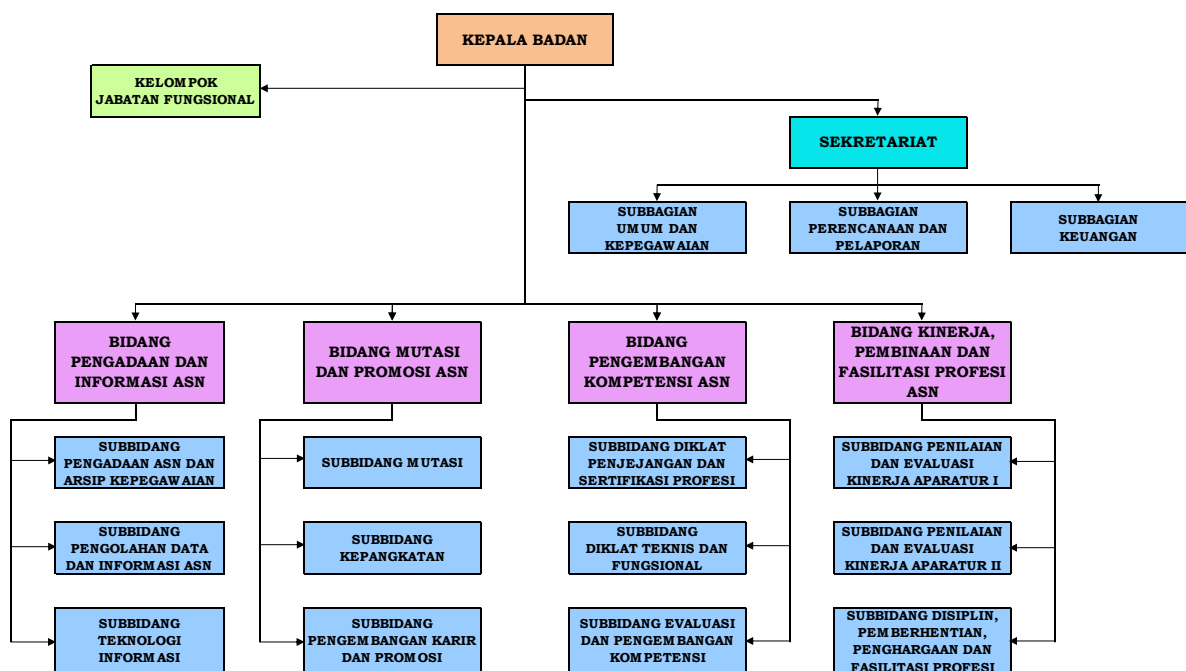 KEPALA BADAN
KELOMPOK
JABATAN FUNGSIONAL
SEKRETARIAT
SUBBAGIAN
UMUM DAN
KEPEGAWAIAN
SUBBAGIAN
PERENCANAAN DAN
PELAPORAN
SUBBAGIAN
KEUANGAN
BIDANG
PENGADAAN DAN
INFORMASI ASN
BIDANG MUTASI
DAN PROMOSI ASN
BIDANG
PENGEMBANGAN
KOMPETENSI ASN
BIDANG KINERJA,
PEMBINAAN DAN
FASILITASI PROFESI
ASN
SUBBIDANG
PENGADAAN ASN DAN
ARSIP KEPEGAWAIAN
SUBBIDANG MUTASI
SUBBIDANG DIKLAT
PENJEJANGAN DAN
SERTIFIKASI PROFESI
SUBBIDANG PENILAIAN
DAN EVALUASI
KINERJA APARATUR I
SUBBIDANG
PENGOLAHAN DATA
DAN INFORMASI ASN
SUBBIDANG
KEPANGKATAN
SUBBIDANG
DIKLAT TEKNIS DAN
FUNGSIONAL
SUBBIDANG PENILAIAN
DAN EVALUASI
KINERJA APARATUR II
SUBBIDANG
TEKNOLOGI
INFORMASI
SUBBIDANG
PENGEMBANGAN KARIR
DAN PROMOSI
SUBBIDANG EVALUASI
DAN PENGEMBANGAN
KOMPETENSI
SUBBIDANG DISIPLIN,
PEMBERHENTIAN,
PENGHARGAAN DAN
FASILITASI PROFESI